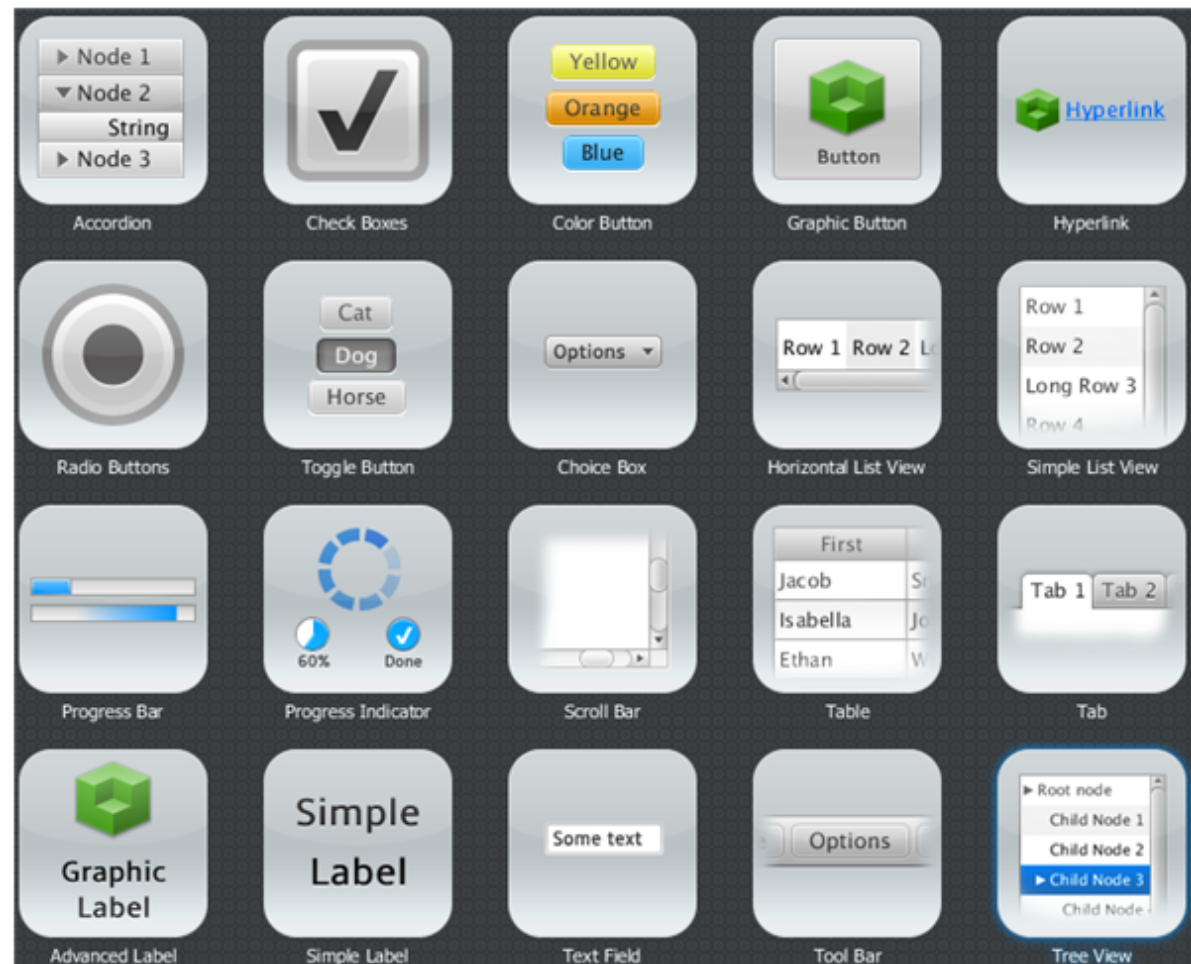 Node 1
Node 2
String
Node 3
Accordion
Check Boxes
Yellow
Orange
Blue
Color Button
Button
Graphic Button
Hyperlink
Hyperlink
Radio Buttons
Cat
Dog
Horse
Toggle Button
Options
Choice Box
Row 1 Row 2
Horizontal List View
Row 1
Row 2
Long Row 3
Row 4
Simple List View
Progress Bar
60% Done
Progress Indicator
Scroll Bar
First
Jacob
Isabella
Ethan
Table
Tab 1 Tab 2
Tab
Graphic
Label
Advanced Label
Simple
Label
Simple Label
Some text
Text Field
Options
Tool Bar
Root node
Child Node 1
Child Node 2
Child Node 3
Child Node
Tree View